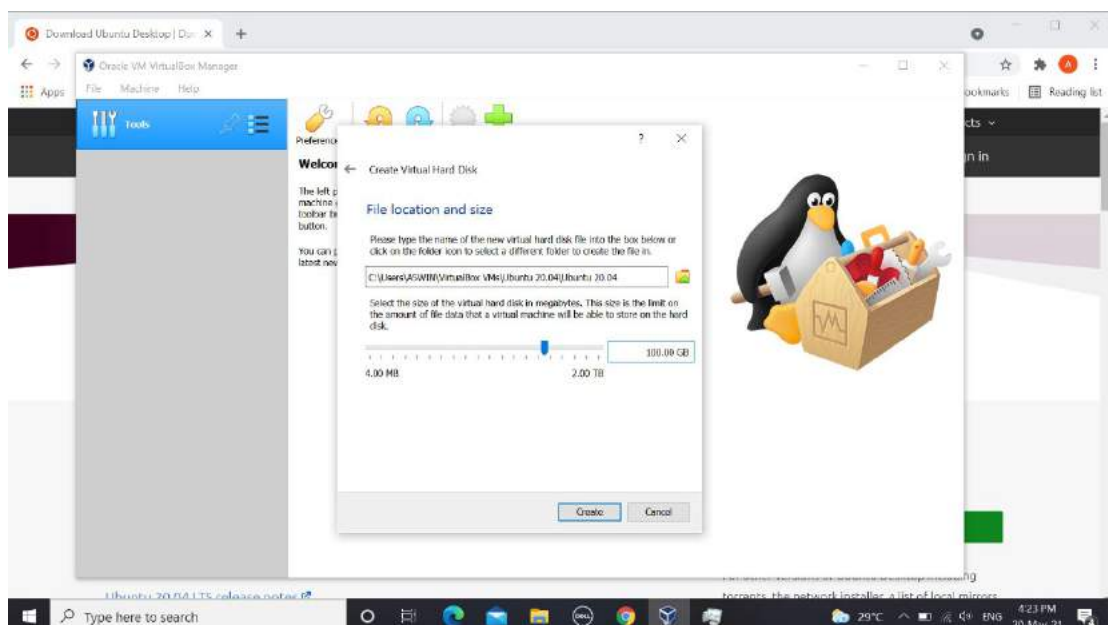 Download Ubuntu Desktop | Do
Oracle VM VirtualBox Manager
Apps
File Machine Help
ookmarks
Reading list
Tools
Preference
cts
n in
Welcor
The left p
machine
toolbar b
button.
You can p
latest new
?
Create Virtual Hard Disk
File location and size
Please type the name of the new virtual hard disk file into the box below or
click on the folder icon to select a different folder to create the file in.
C:\Users\ASWIN\VirtualBox VMs\Ubuntu 20.04\Ubuntu 20.04
Select the size of the virtual hard disk in megabytes. This size is the limit on
the amount of file data that a virtual machine will be able to store on the hard
disk.
100.00 GB
4.00 MB
2.00 TB
Create
Cancel
Ubuntu 20.04 LTS release notes
torrents, the network installer, a list of local mirrors
Type here to search
DELL
29°C
ENG
4:23 PM
20-May-21